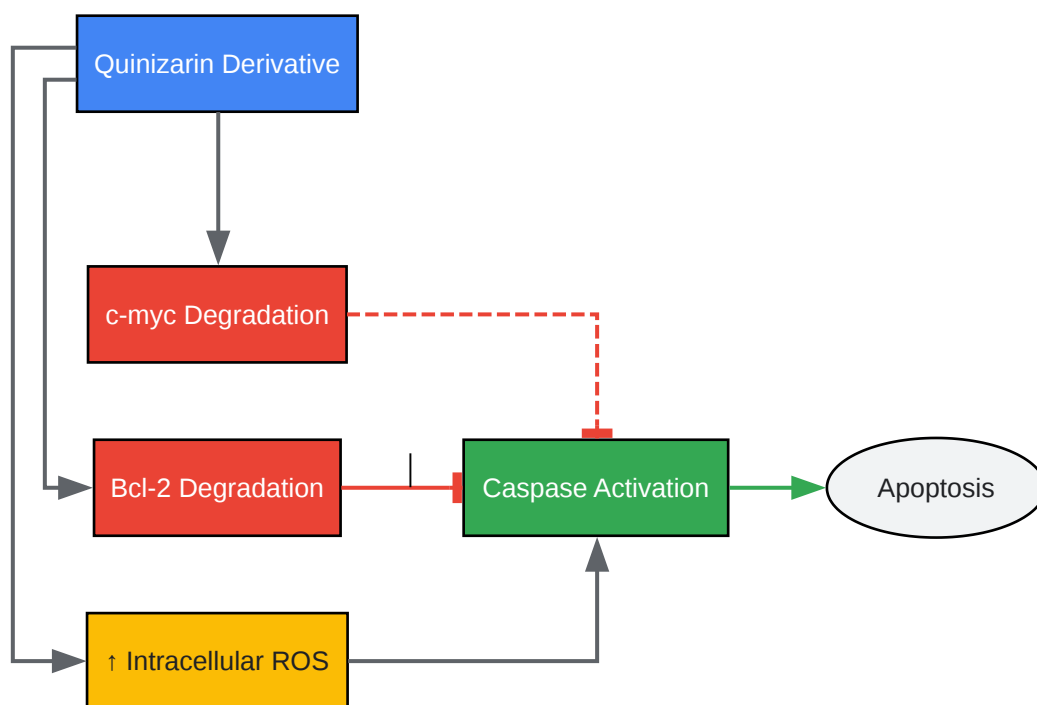 Quinizarin Derivative
c-myc Degradation
Bcl-2 Degradation
Caspase Activation
Apoptosis
↑ Intracellular ROS